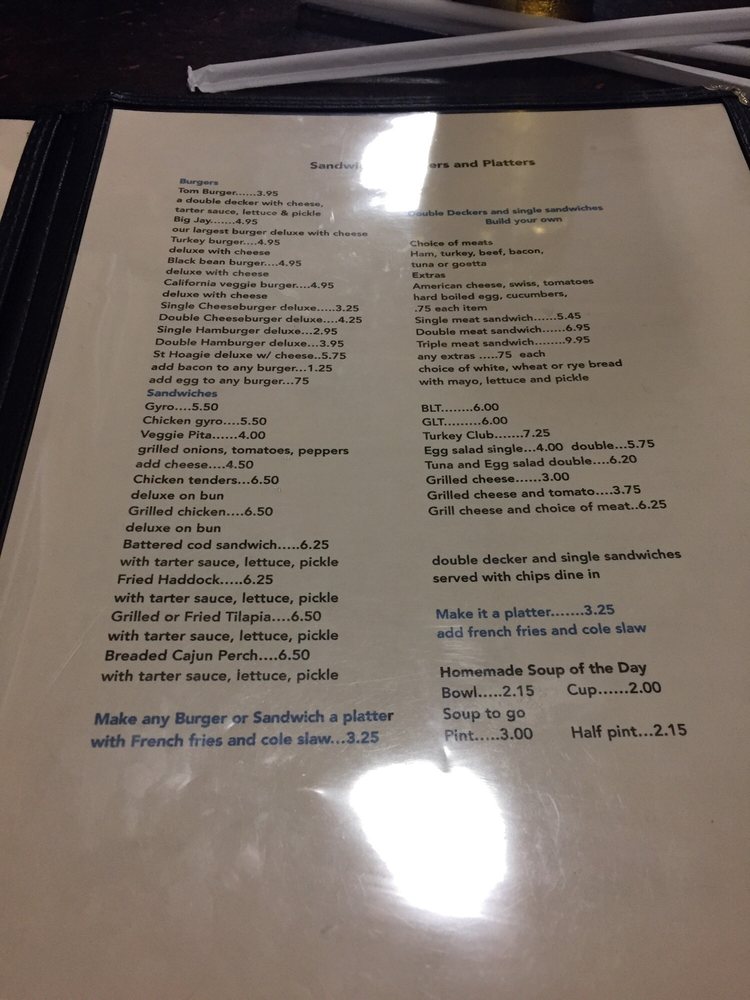 Sandwi ers and Platters
Burgers
Tom Burger......3.95
a double decker with cheese,
tarter sauce, lettuce & pickle
Big Jay.......4.95
our largest burger deluxe with cheese
Turkey burger....4.95
deluxe with cheese
Black bean burger....4.95
deluxe with cheese
California veggie burger....4.95
deluxe with cheese
Single Cheeseburger deluxe.....3.25
Double Cheeseburger deluxe....4.25
Single Hamburger deluxe...2.95
Double Hamburger deluxe...3.95
St Hoagie deluxe w/ cheese..5.75
add bacon to any burger...1.25
add egg to any burger...75
Sandwiches
Gyro....5.50
Chicken gyro....5.50
Veggie Pita......4.00
grilled onions, tomatoes, peppers
add cheese....4.50
Chicken tenders...6.50
deluxe on bun
Grilled chicken....6.50
deluxe on bun
Battered cod sandwich.....6.25
with tarter sauce, lettuce, pickle
Fried Haddock.....6.25
with tarter sauce, lettuce, pickle
Grilled or Fried Tilapia....6.50
with tarter sauce, lettuce, pickle
Breaded Cajun Perch....6.50
with tarter sauce, lettuce, pickle
Make any Burger or Sandwich a platter
with French fries and cole slaw...3.25
Double Deckers and single sandwiches
Build your own
Choice of meats
Ham, turkey, beef, bacon,
tuna or goetta
Extras
American cheese, swiss, tomatoes
hard boiled egg, cucumbers,
.75 each item
Single meat sandwich......5.45
Double meat sandwich......6.95
Triple meat sandwich........9.95
any extras .....75 each
choice of white, wheat or rye bread
with mayo, lettuce and pickle
BLT........6.00
GLT.........6.00
Turkey Club.......7.25
Egg salad single...4.00 double...5.75
Tuna and Egg salad double....6.20
Grilled cheese......3.00
Grilled cheese and tomato....3.75
Grill cheese and choice of meat..6.25
double decker and single sandwiches
served with chips dine in
Make it a platter.......3.25
add french fries and cole slaw
Homemade Soup of the Day
Bowl.....2.15 Cup......2.00
Soup to go
Pint.....3.00 Half pint...2.15